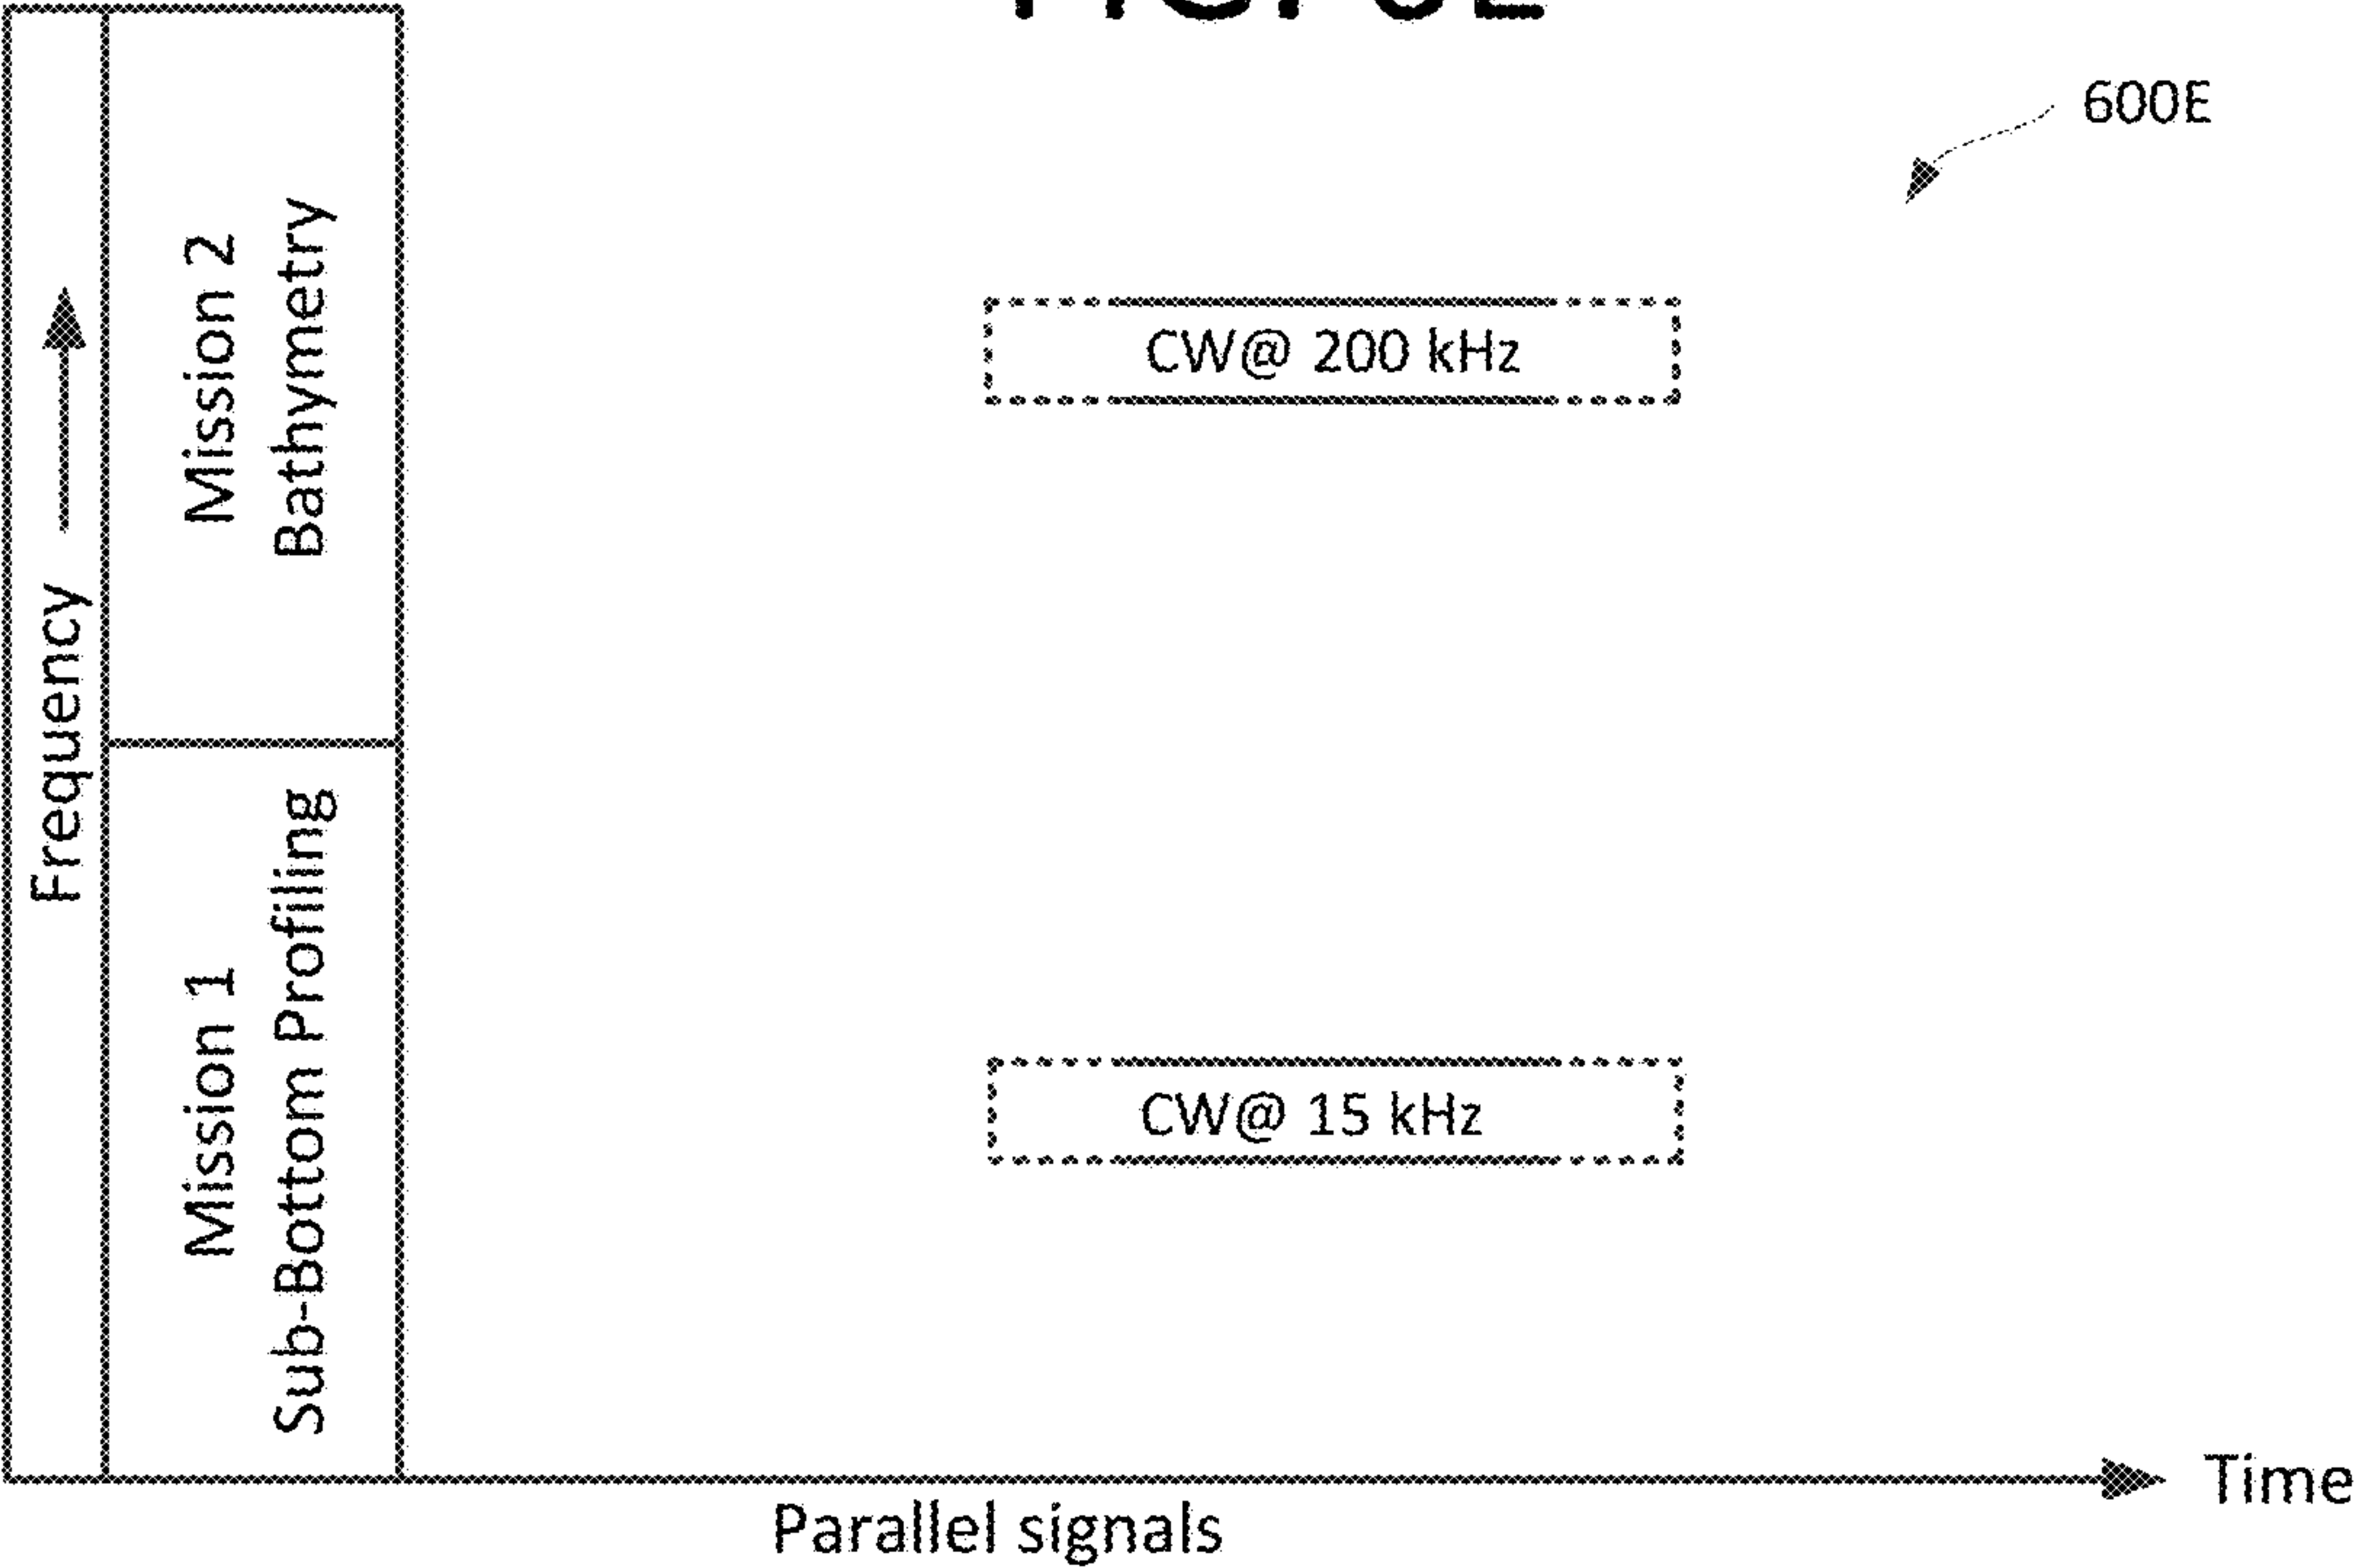 600E
Frequency
Mission 2
Bathymetry
CW@ 200 kHz
Mission 1
Sub-Bottom Profiling
CW@ 15 kHz
Time
Parallel signals